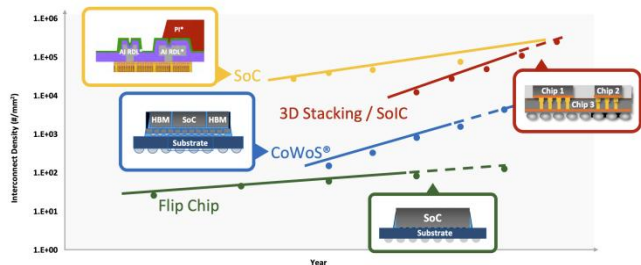 1.E+06
1.E+05
1.E+04
1.E+03
1.E+02
1.E+01
1.E+00
Interconnect Density (#/mm²)
Year
PI*
Al RDL*
Al RDL*
SoC
3D Stacking / SoIC
Chip 1
Chip 2
Chip 3
HBM
SoC
HBM
Substrate
CoWoS®
Flip Chip
SoC
Substrate